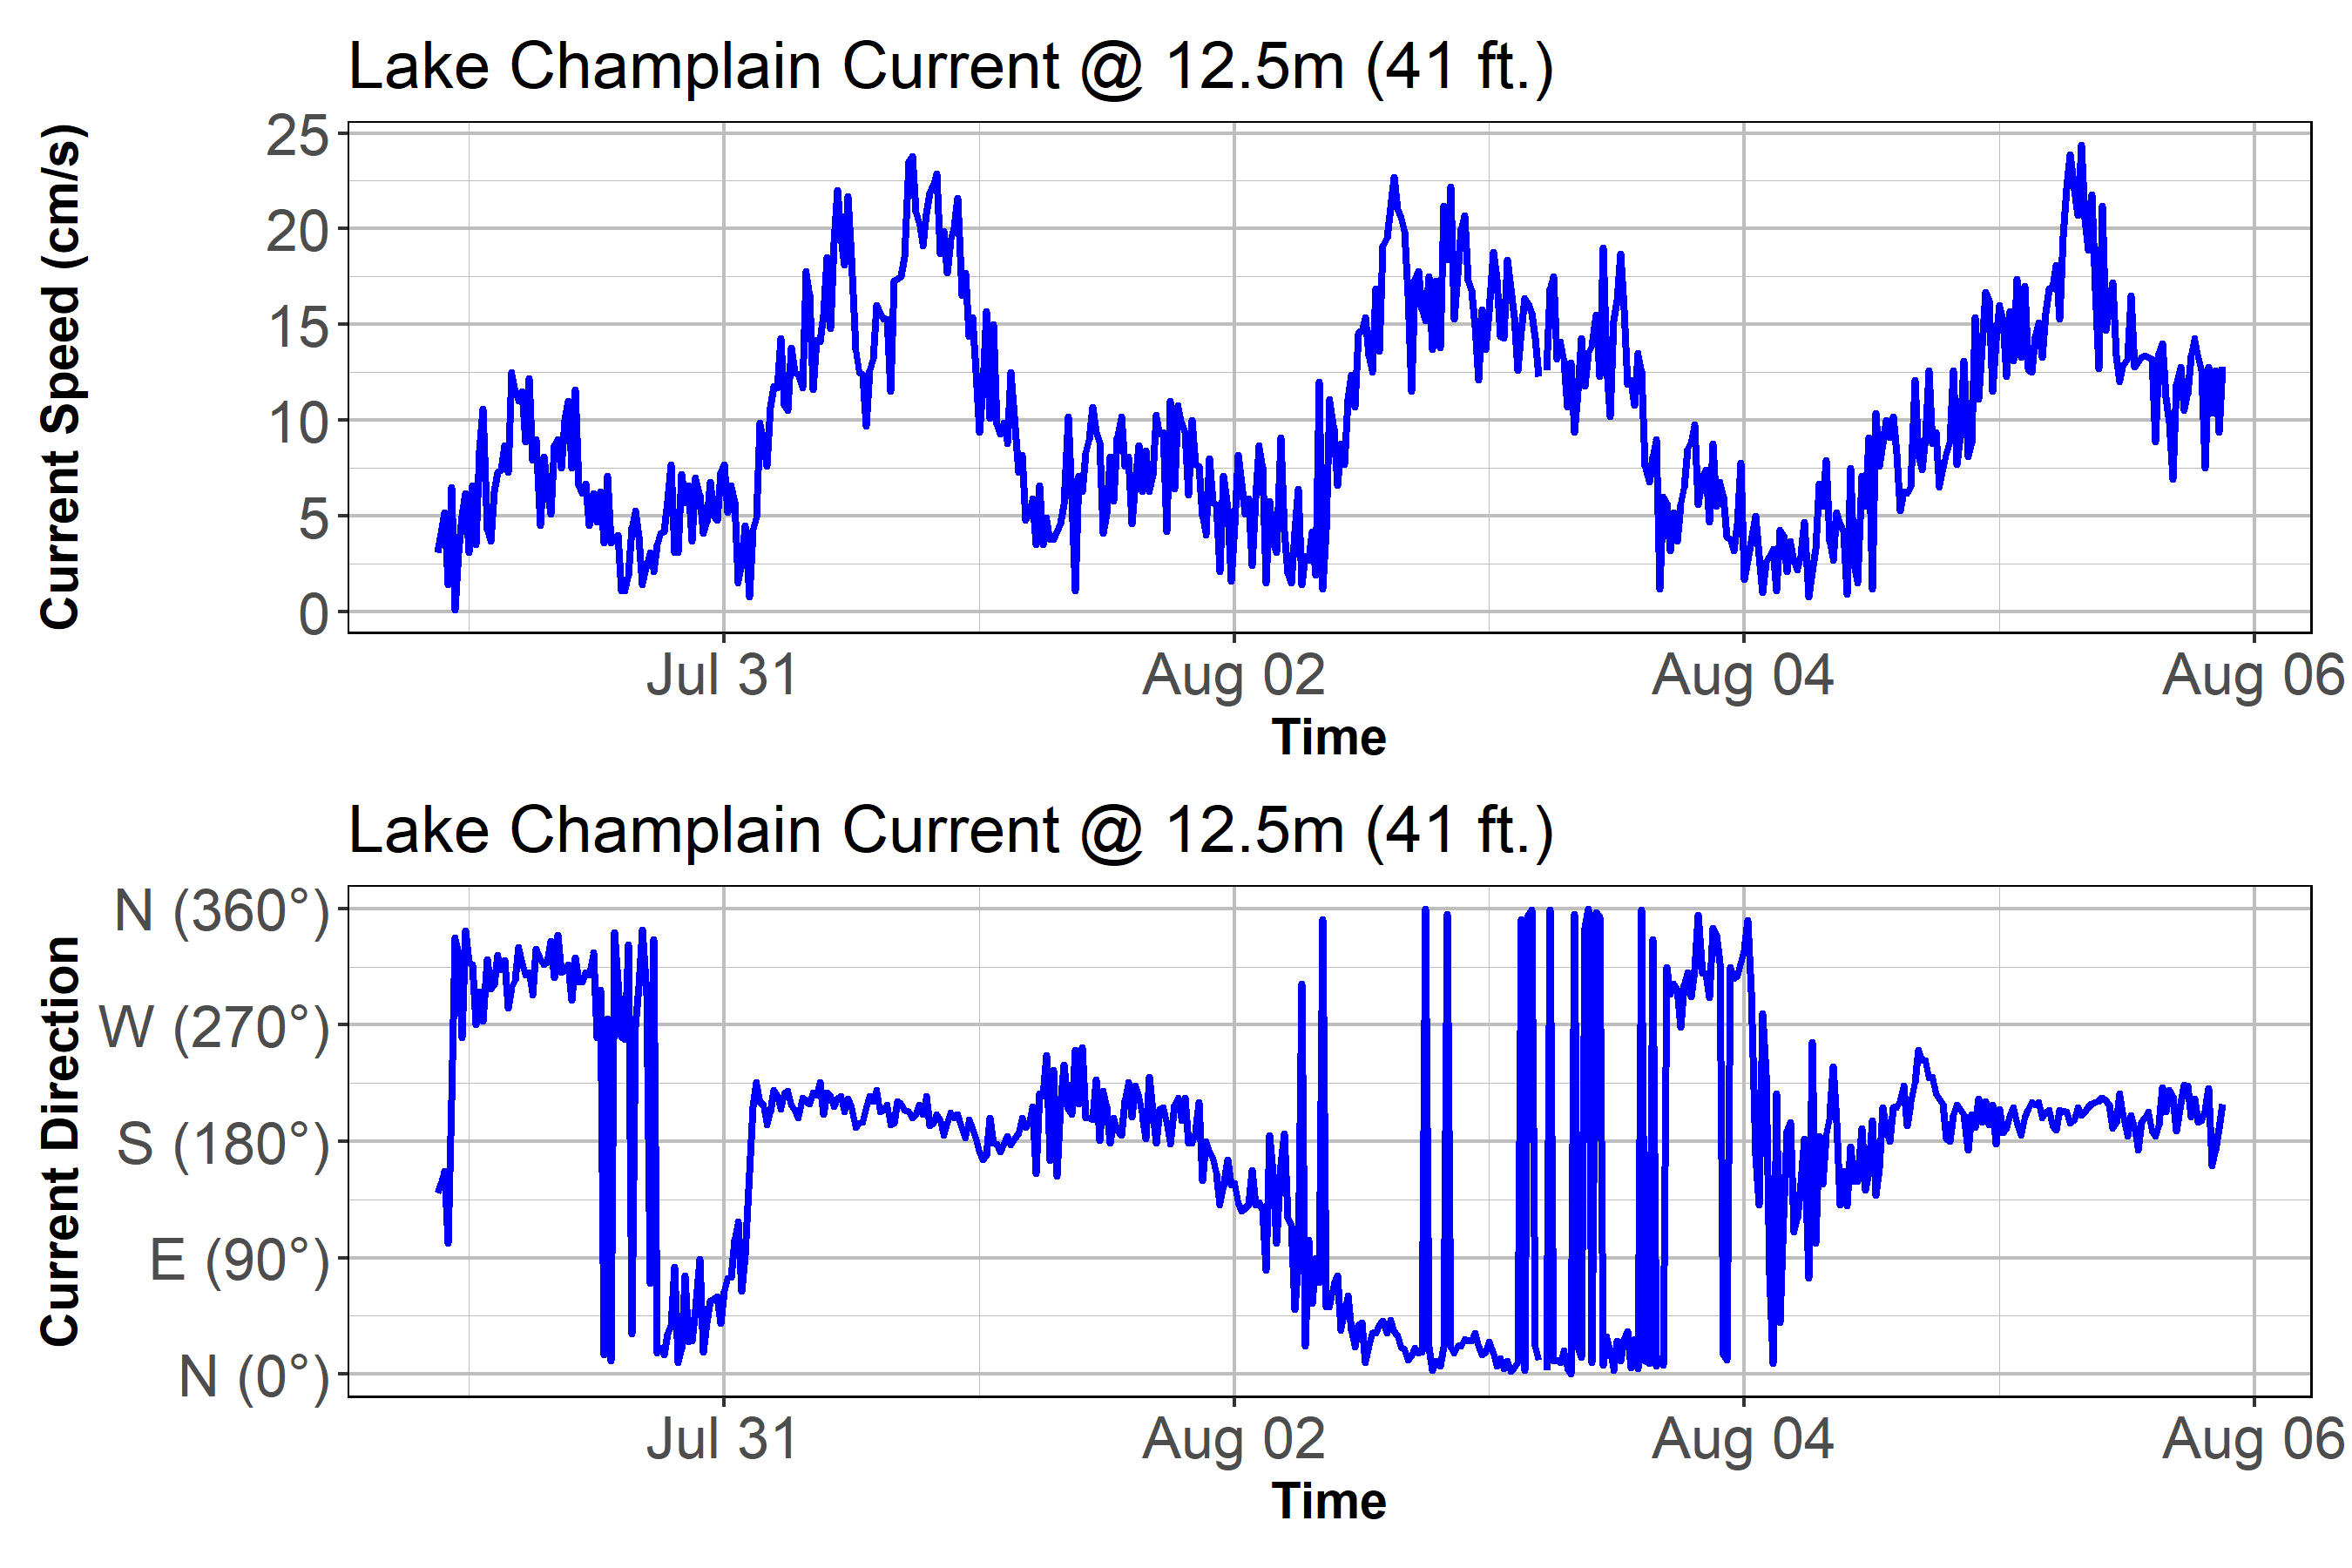 Lake Champlain Current @ 12.5m (41 ft.)
Current Speed (cm/s)
25
20
15
10
5
0
Jul 31 Aug 02 Aug 04 Aug 06
Time
Lake Champlain Current @ 12.5m (41 ft.)
Current Direction
N (360°)
W (270°)
S (180°)
E (90°)
N (0°)
Jul 31 Aug 02 Aug 04 Aug 06
Time